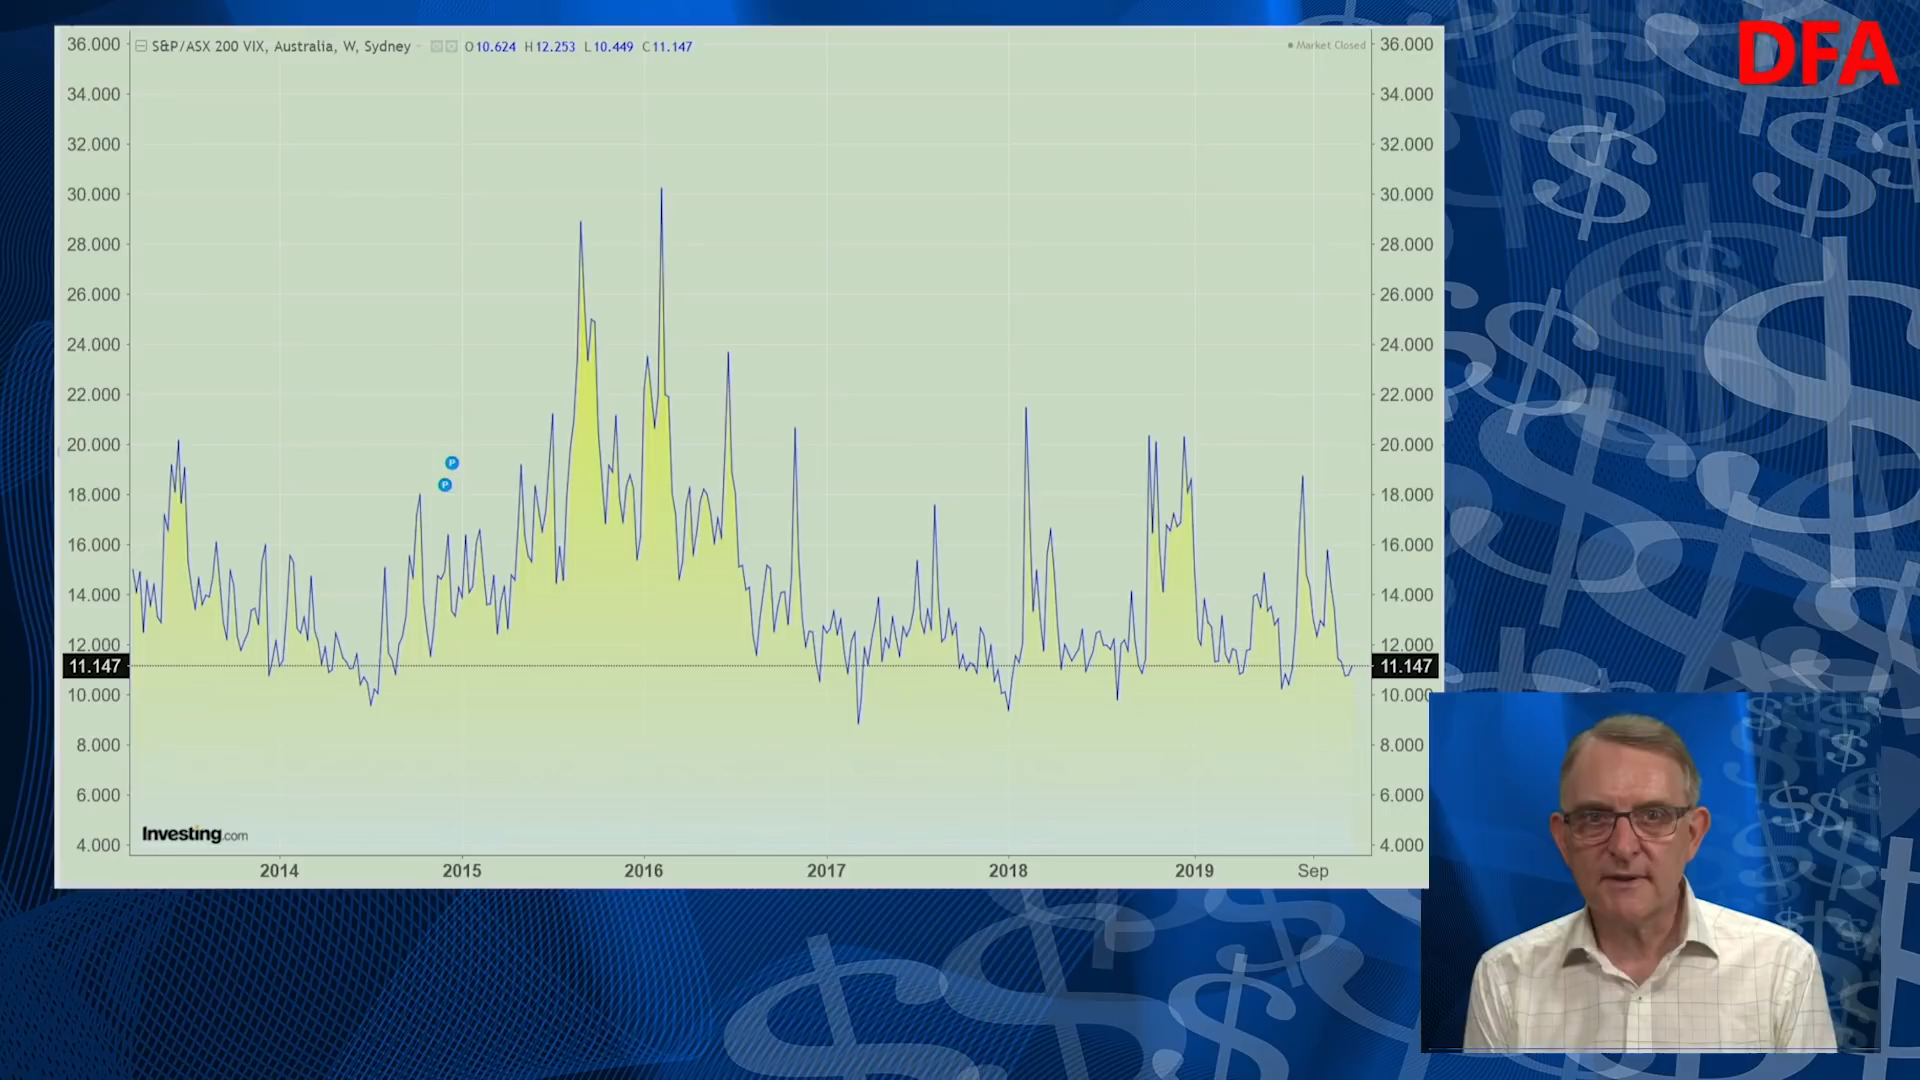 DFA
S&P/ASX 200 VIX, Australia, W, Sydney O10.624 H12.253 L10.449 C11.147
Market Closed
36.000 36.000
34.000 34.000
32.000 32.000
30.000 30.000
28.000 28.000
26.000 26.000
24.000 24.000
22.000 22.000
20.000 20.000
P
18.000 18.000
P
16.000 16.000
14.000 14.000
12.000 12.000
11.147 11.147
10.000 10.000
8.000 8.000
6.000 6.000
Investing.com
4.000 4.000
2014 2015 2016 2017 2018 2019 Sep